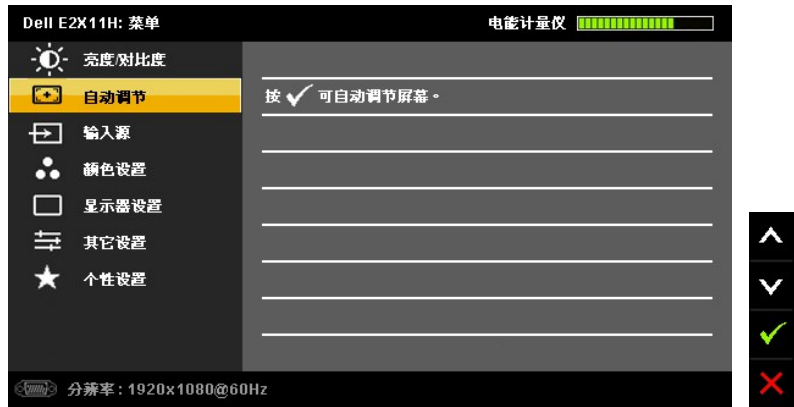 Dell E2X11H: 菜单
电能计量仪
亮度/对比度
自动调节
按 ✓ 可自动调节屏幕。
输入源
颜色设置
显示器设置
其它设置
个性设置
分辨率: 1920x1080@60Hz